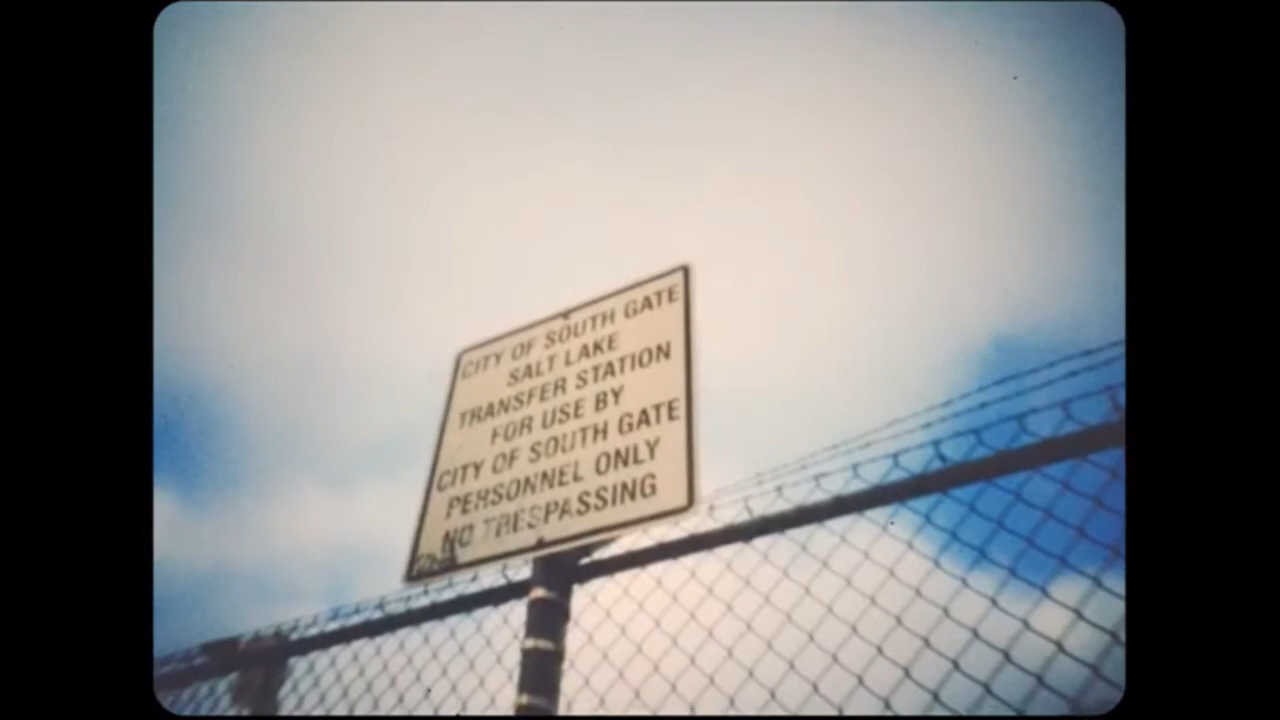 CITY OF SOUTH GATE
SALT LAKE
TRANSFER STATION
FOR USE BY
CITY OF SOUTH GATE
PERSONNEL ONLY
NO TRESPASSING